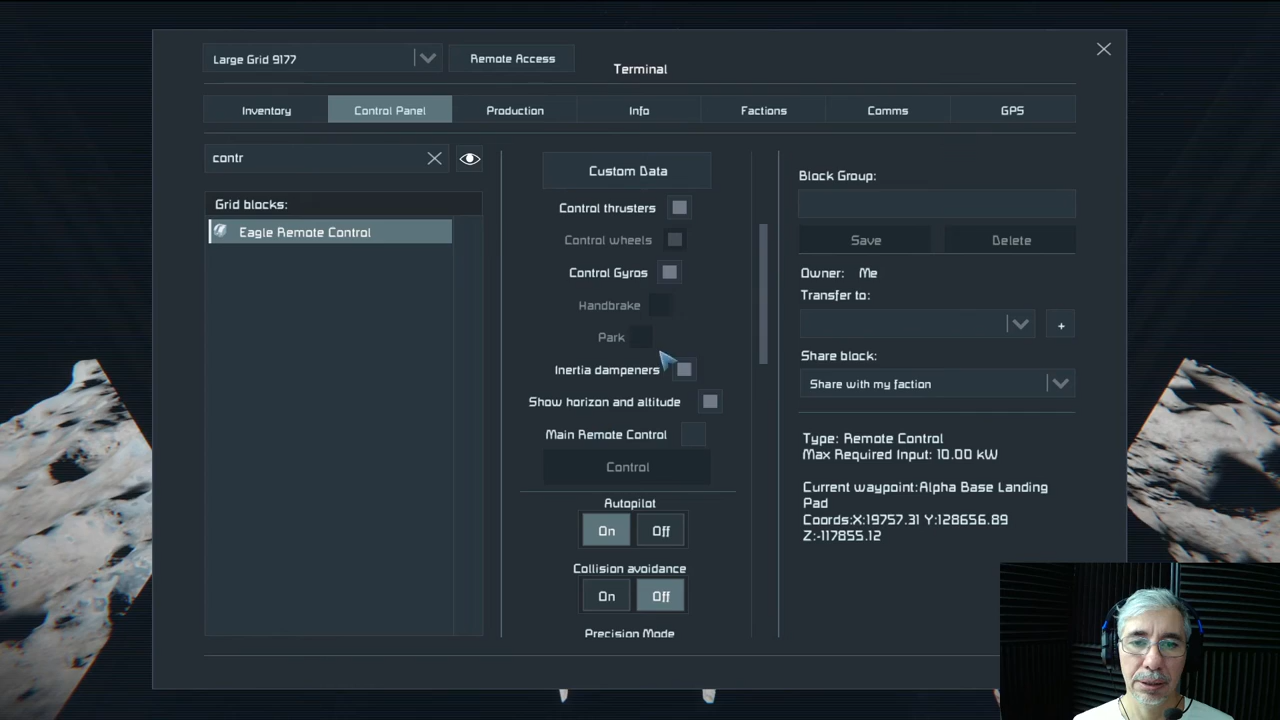 Large Grid 9177
Remote Access
Terminal
Inventory
Control Panel
Production
Info
Factions
Comms
GPS
contr
Grid blocks:
Eagle Remote Control
Custom Data
Control thrusters
Control wheels
Control Gyros
Handbrake
Park
Inertia dampeners
Show horizon and altitude
Main Remote Control
Control
Autopilot
On
Off
Collision avoidance
On
Off
Precision Mode
Block Group:
Save
Delete
Owner: Me
Transfer to:
+
Share block:
Share with my faction
Type: Remote Control
Max Required Input: 10.00 kW
Current waypoint:Alpha Base Landing
Pad
Coords:X:19757.31 Y:128656.89
Z:-117855.12